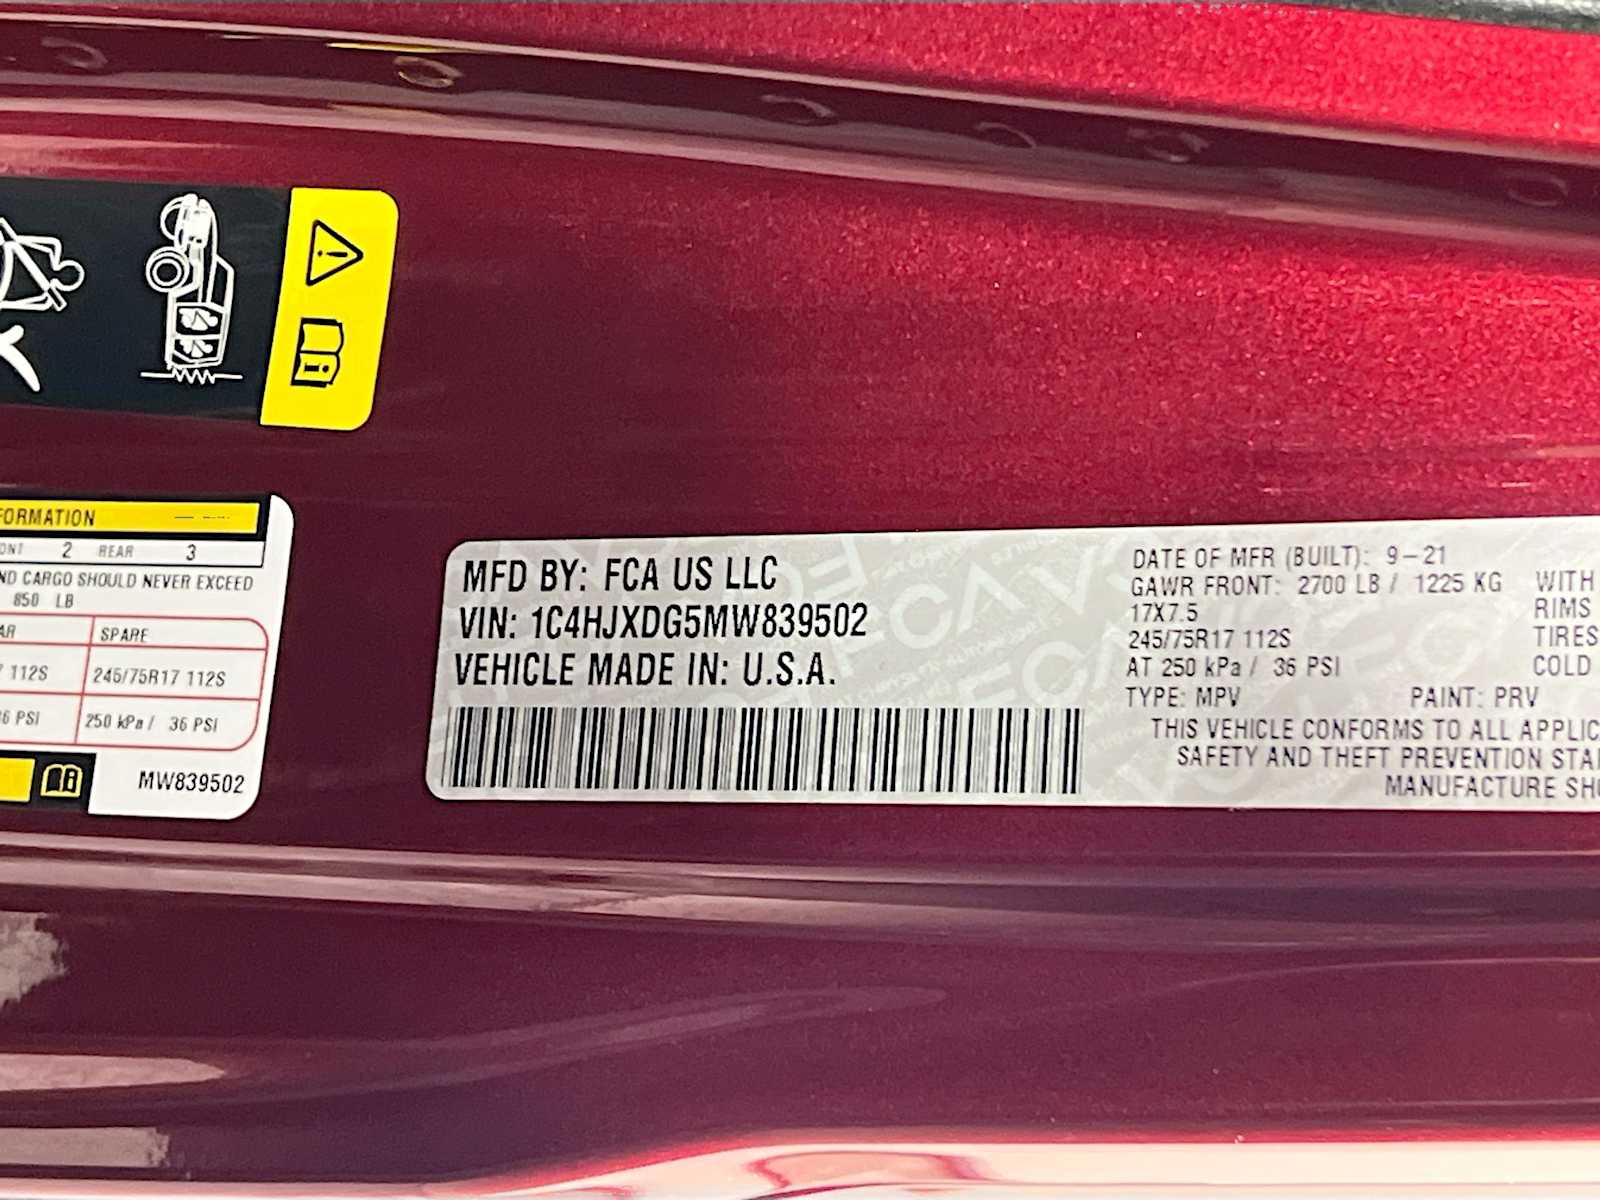 FORMATION
ONT 2 REAR 3
ND CARGO SHOULD NEVER EXCEED
850 LB
AR SPARE
112S 245/75R17 112S
36 PSI 250 kPa / 36 PSI
MW839502
MFD BY: FCA US LLC
VIN: 1C4HJXDG5MW839502
VEHICLE MADE IN: U.S.A.
DATE OF MFR (BUILT): 9-21
GAWR FRONT: 2700 LB / 1225 KG WITH
17X7.5 RIMS
245/75R17 112S TIRES
AT 250 kPa / 36 PSI COLD
TYPE: MPV PAINT: PRV
THIS VEHICLE CONFORMS TO ALL APPLIC
SAFETY AND THEFT PREVENTION STA
MANUFACTURE SHO